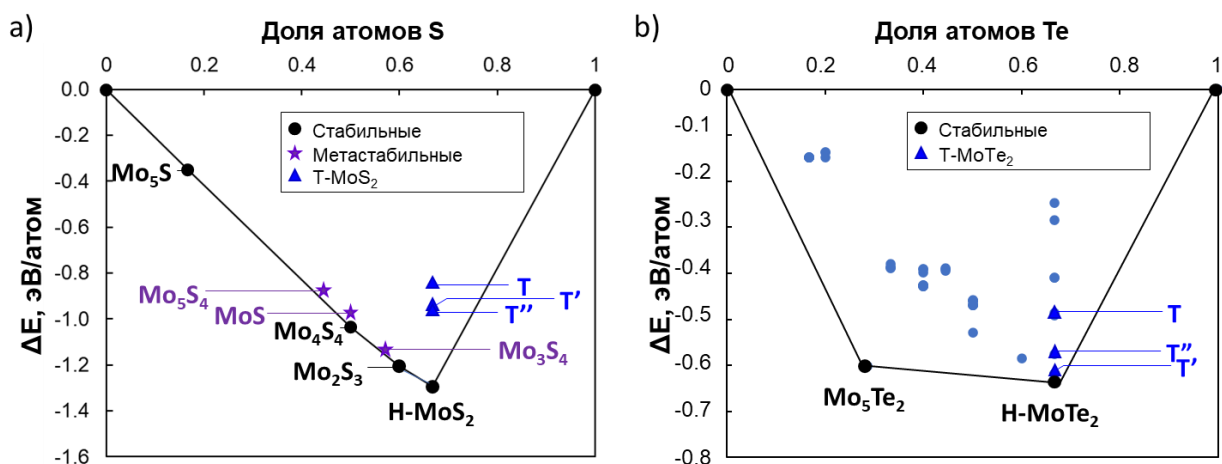 a)
Доля атомов S
0 0.2 0.4 0.6 0.8 1
0.0
-0.2
-0.4
-0.6
-0.8
-1.0
-1.2
-1.4
-1.6
ΔE, эВ/атом
Стабильные
Метастабильные
T-MoS₂
Mo₅S
Mo₅S₄
MoS
Mo₄S₄
Mo₂S₃
H-MoS₂
Mo₃S₄
T
T’
T’’
b)
Доля атомов Te
0 0.2 0.4 0.6 0.8 1
0
-0.1
-0.2
-0.3
-0.4
-0.5
-0.6
-0.7
-0.8
ΔE, эВ/атом
Стабильные
T-MoTe₂
Mo₅Te₂
H-MoTe₂
T
T’’
T’